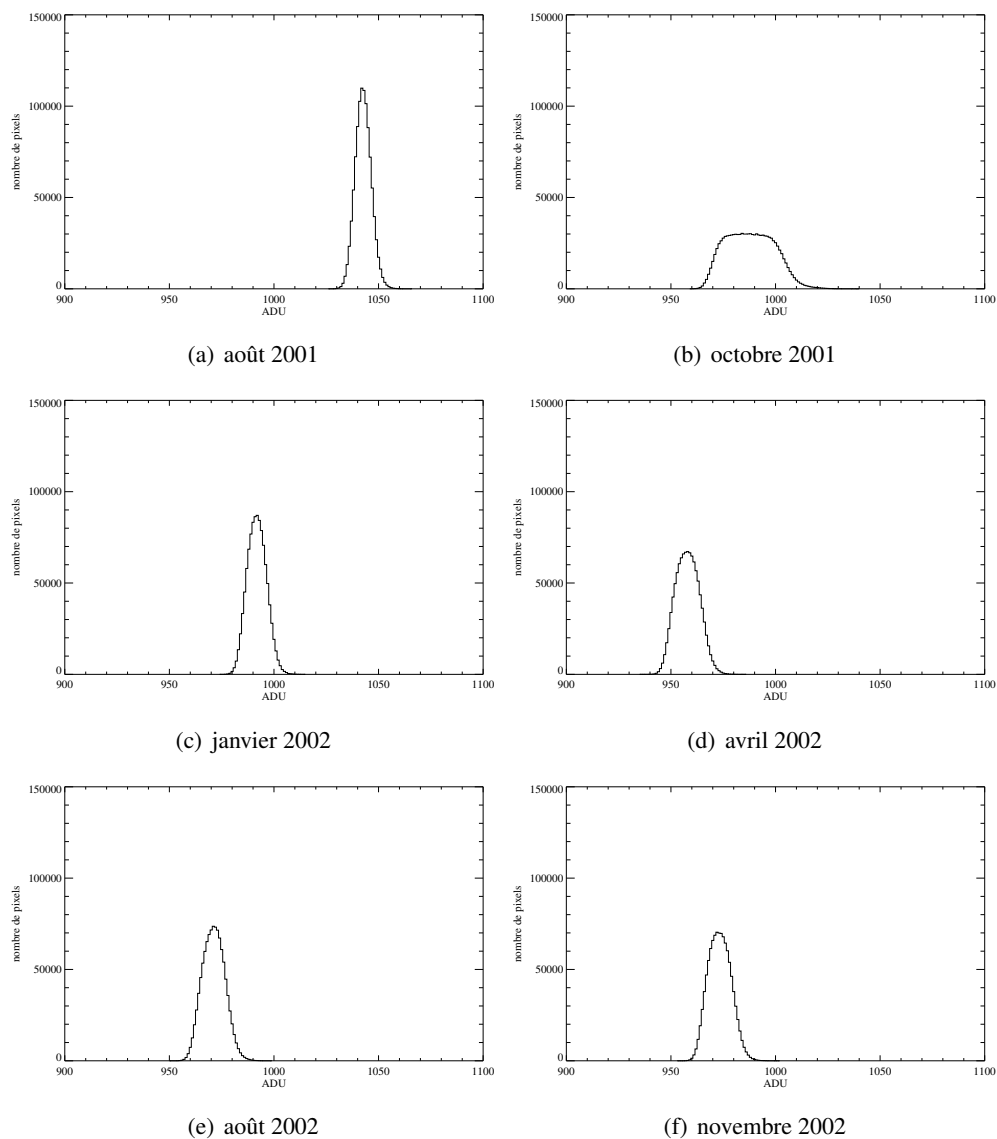 150000
100000
50000
0
nombre de pixels
900 950 1000 1050 1100
ADU
(a) août 2001
150000
100000
50000
0
nombre de pixels
900 950 1000 1050 1100
ADU
(b) octobre 2001
150000
100000
50000
0
nombre de pixels
900 950 1000 1050 1100
ADU
(c) janvier 2002
150000
100000
50000
0
nombre de pixels
900 950 1000 1050 1100
ADU
(d) avril 2002
150000
100000
50000
0
nombre de pixels
900 950 1000 1050 1100
ADU
(e) août 2002
150000
100000
50000
0
nombre de pixels
900 950 1000 1050 1100
ADU
(f) novembre 2002